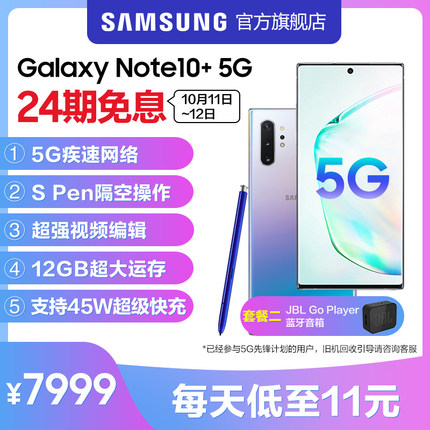 SAMSUNG 官方旗舰店
Galaxy Note10+ 5G
24期免息
10月11日
~12日
① 5G疾速网络
② S Pen隔空操作
③ 超强视频编辑
④ 12GB超大运存
⑤ 支持45W超级快充
5G
SAMS
套餐二
JBL Go Player
蓝牙音箱
*已经参与5G先锋计划的用户，旧机回收引导请咨询客服
¥7999
每天低至11元